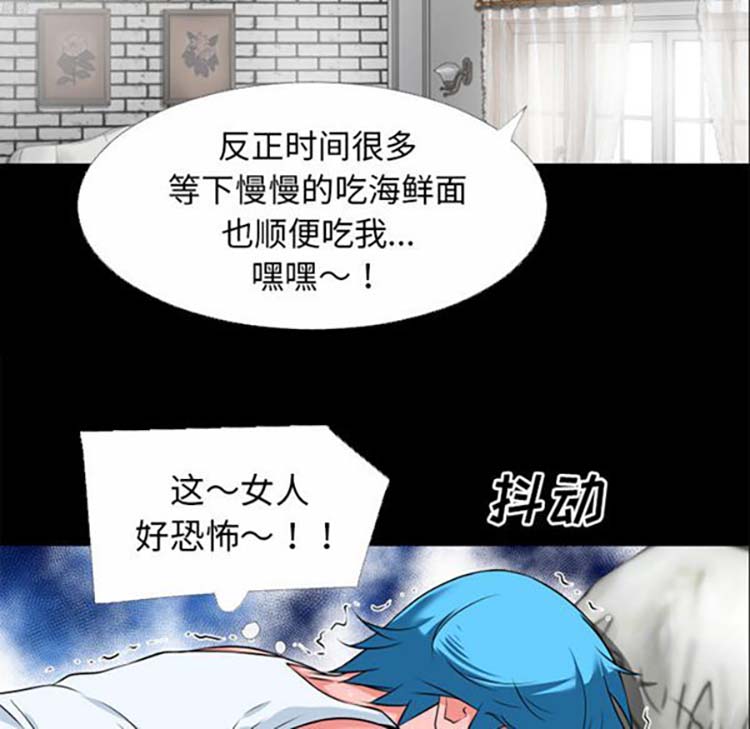 反正时间很多
等下慢慢的吃海鲜面
也顺便吃我...
嘿嘿～！
这～女人
好恐怖～！！
抖动